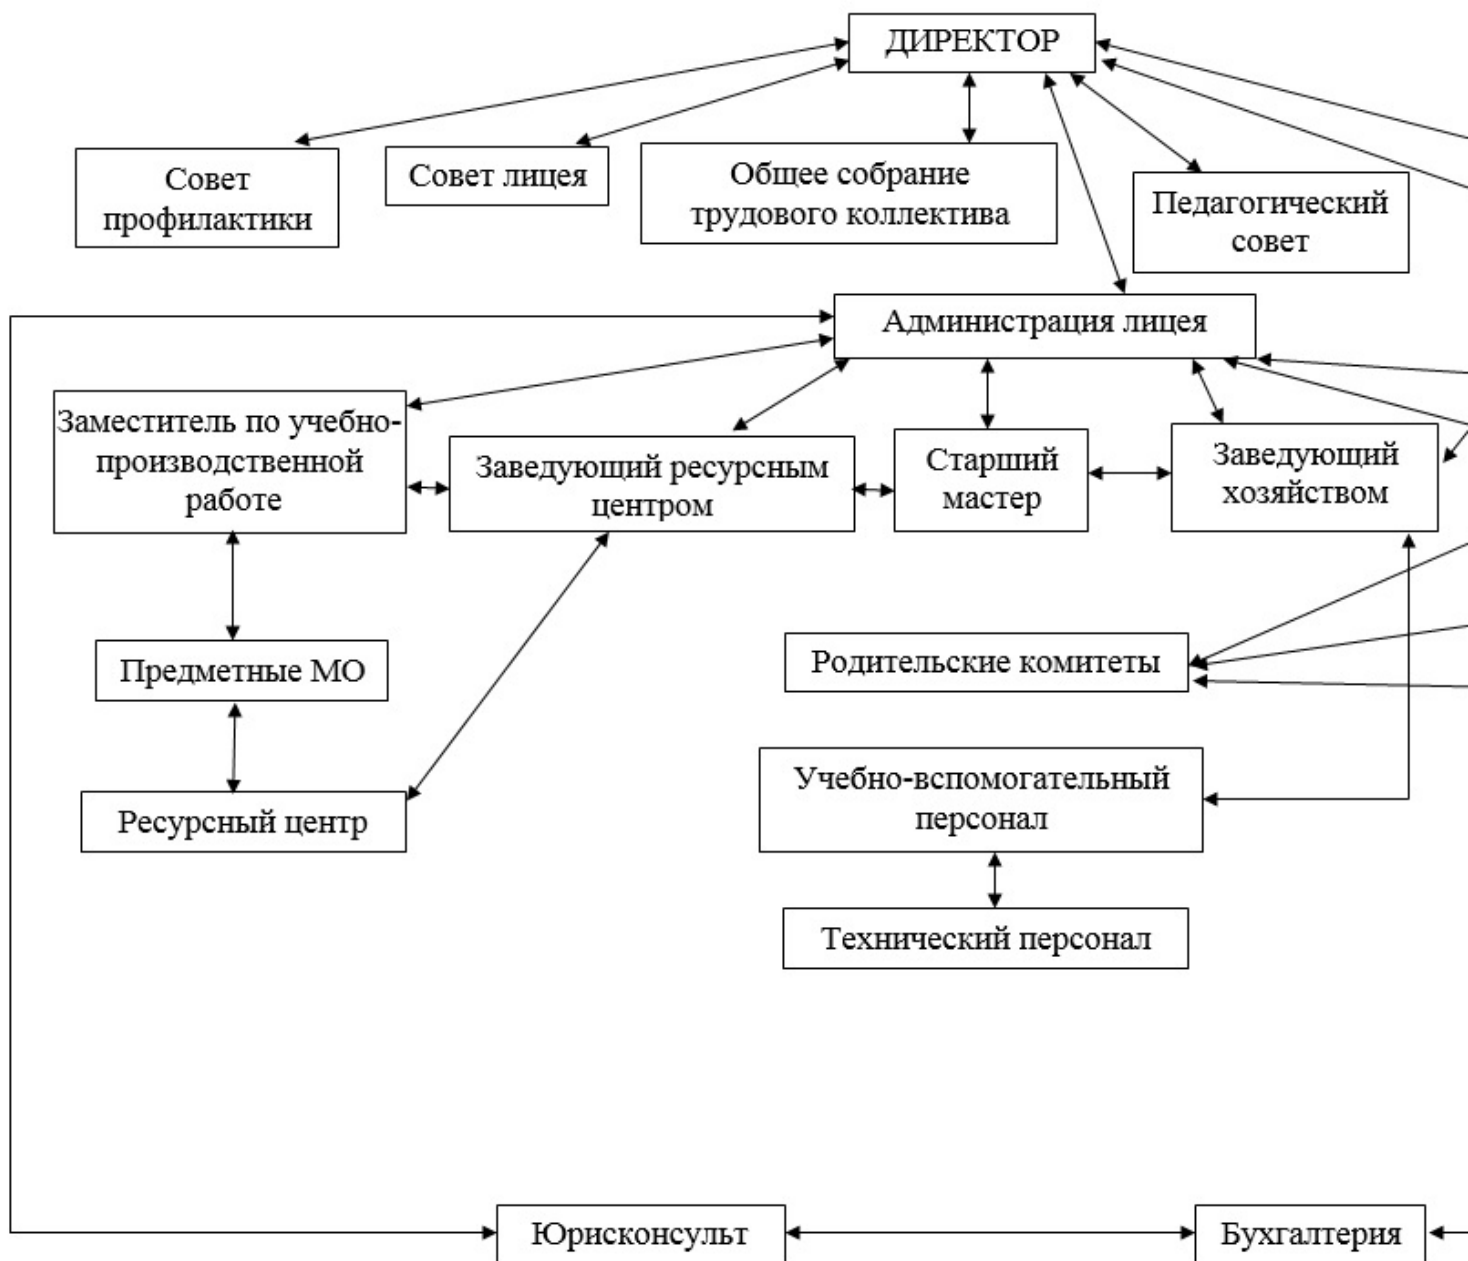 ДИРЕКТОР
Совет
профилактики
Совет лицея
Общее собрание
трудового коллектива
Педагогический
совет
Администрация лицея
Заместитель по учебно-
производственной
работе
Заведующий ресурсным
центром
Старший
мастер
Заведующий
хозяйством
Предметные МО
Родительские комитеты
Ресурсный центр
Учебно-вспомогательный
персонал
Технический персонал
Юрисконсульт
Бухгалтерия